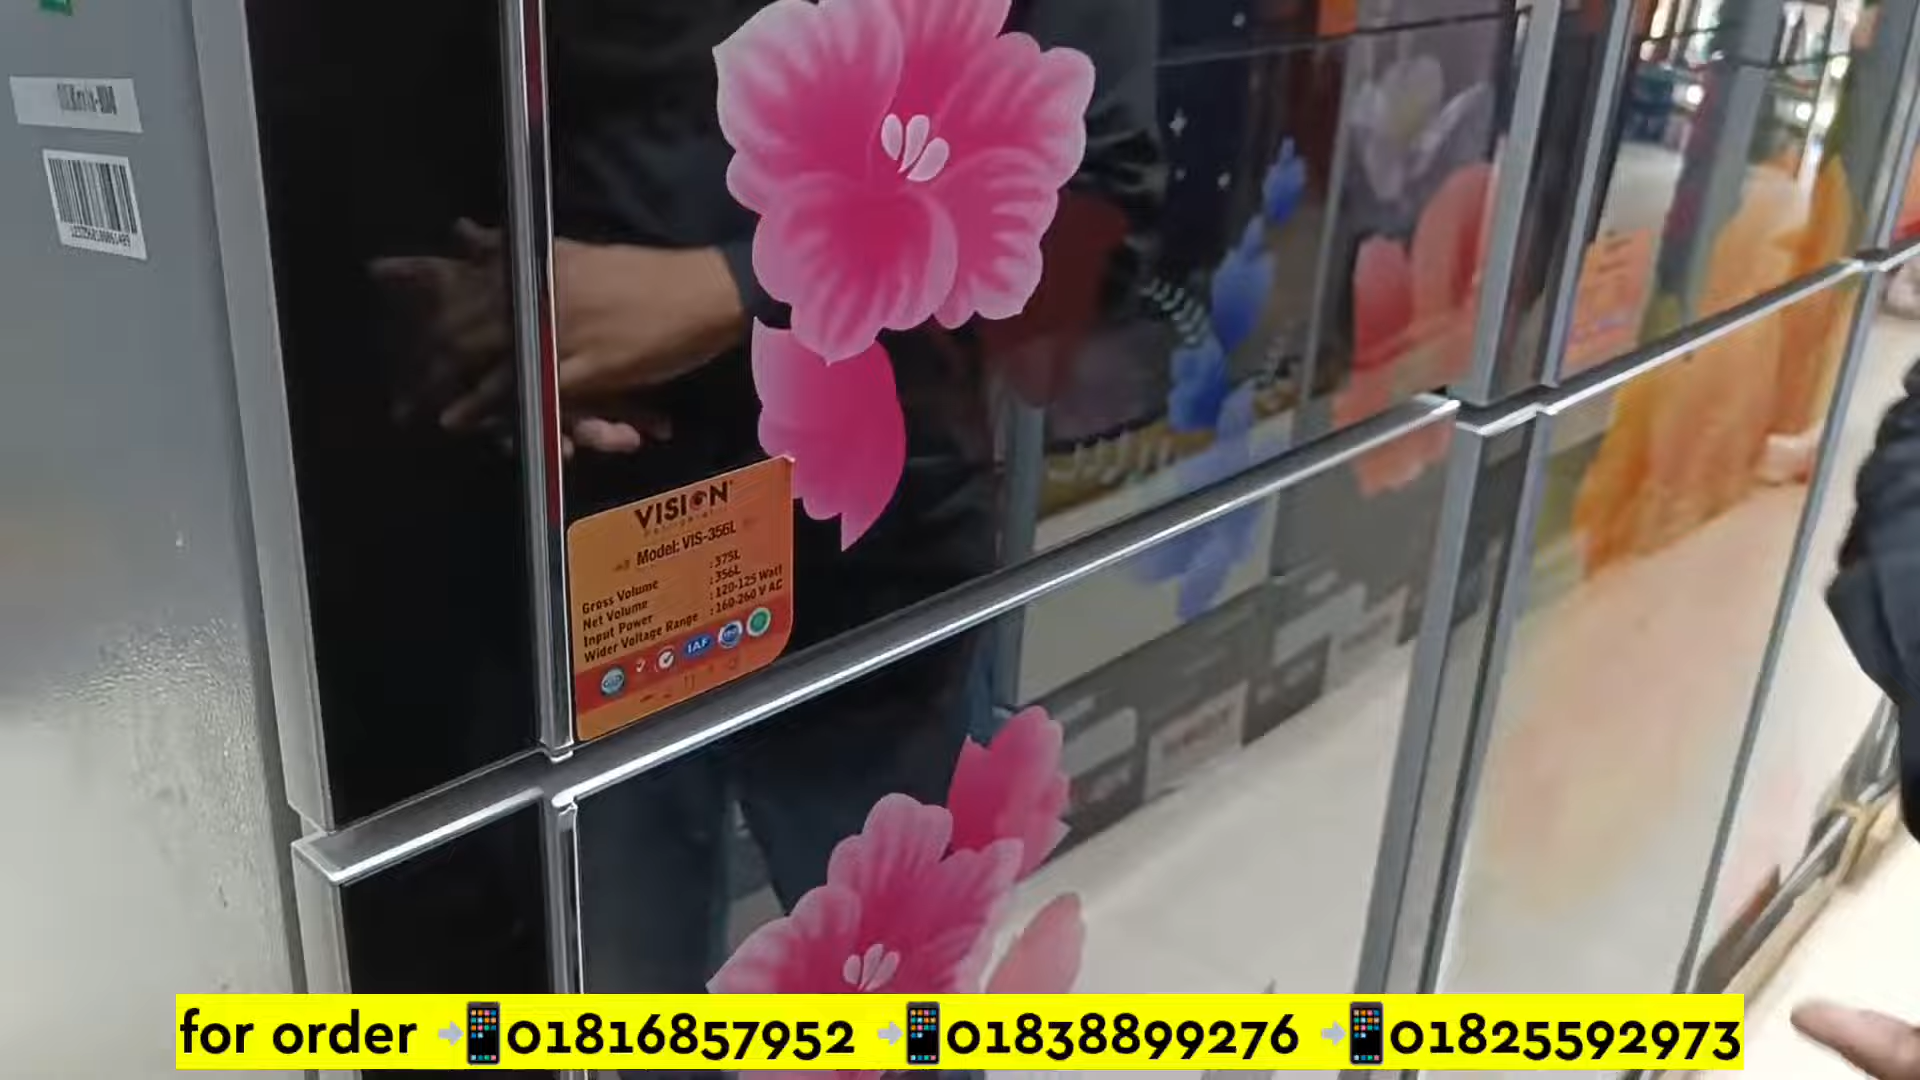 VISION
Model: VIS-356L
Gross Volume : 375L
Net Volume : 356L
Input Power : 120-125 Watt
Wider Voltage Range : 160-260 V AC
IAF
for order 01816857952 01838899276 01825592973